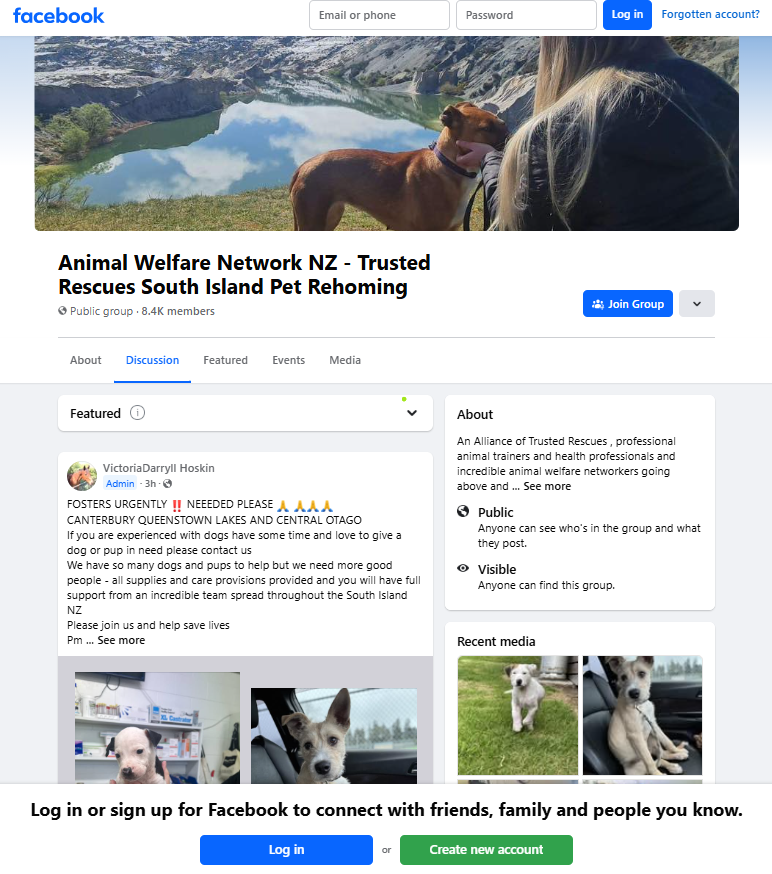 facebook
Email or phone
Password
Log in
Forgotten account?
Animal Welfare Network NZ - Trusted
Rescues South Island Pet Rehoming
Public group · 8.4K members
Join Group
About
Discussion
Featured
Events
Media
Featured
VictoriaDarryll Hoskin
Admin · 3h ·
FOSTERS URGENTLY ‼️ NEEEDED PLEASE 🙏 🙏🙏🙏
CANTERBURY QUEENSTOWN LAKES AND CENTRAL OTAGO
If you are experienced with dogs have some time and love to give a
dog or pup in need please contact us
We have so many dogs and pups to help but we need more good
people - all supplies and care provisions provided and you will have full
support from an incredible team spread throughout the South Island
NZ
Please join us and help save lives
Pm ... See more
About
An Alliance of Trusted Rescues , professional
animal trainers and health professionals and
incredible animal welfare networkers going
above and ... See more
Public
Anyone can see who's in the group and what
they post.
Visible
Anyone can find this group.
Recent media
Log in or sign up for Facebook to connect with friends, family and people you know.
Log in
or
Create new account